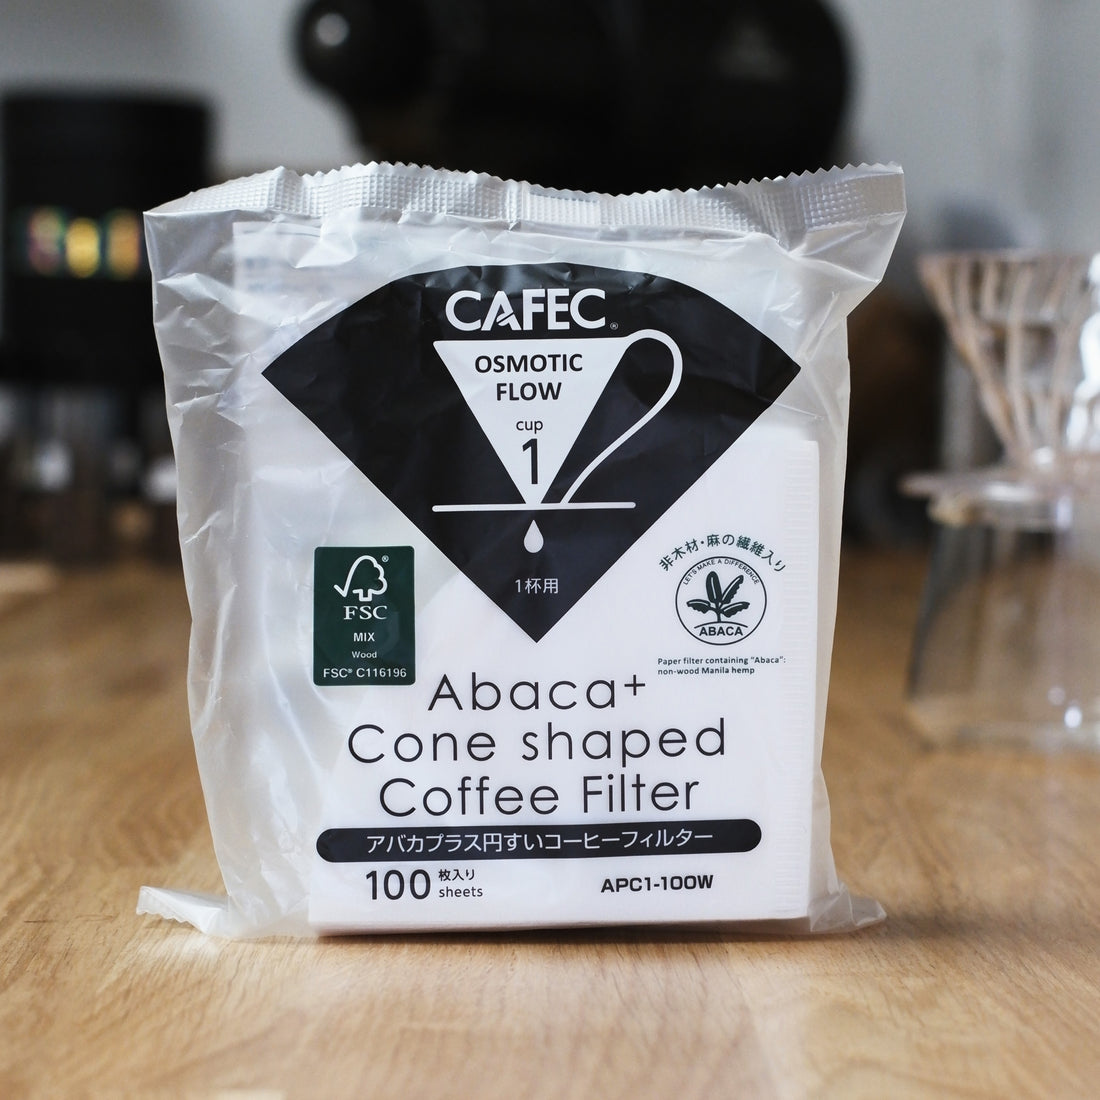 CAFEC®
OSMOTIC
FLOW
cup
1
1杯用
FSC®
MIX
Wood
FSC® C116196
非木材・麻の繊維入り
LET'S MAKE A DIFFERENCE
ABACA
Paper filter containing "Abaca":
non-wood Manila hemp
Abaca+
Cone shaped
Coffee Filter
アバカプラス円すいコーヒーフィルター
100 枚入り
sheets
APC1-100W